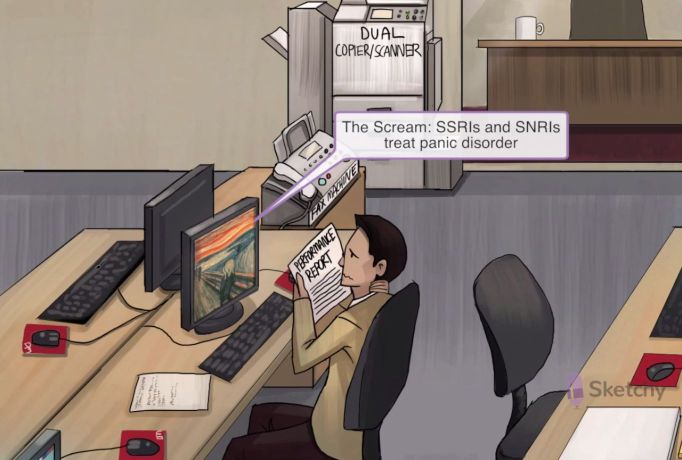 DUAL
COPIER/SCANNER
The Scream: SSRIs and SNRIs
treat panic disorder
FAX MACHINE
PERFORMANCE
REPORT
Sketchy